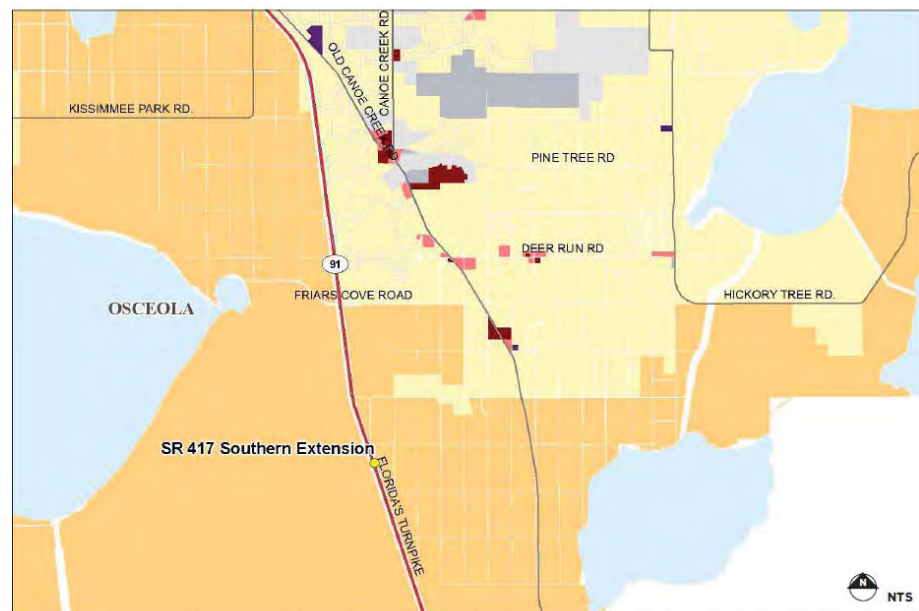 OLD CANOE CREEK RD
CANOE CREEK RD
KISSIMMEE PARK RD.
PINE TREE RD
DEER RUN RD
91
FRIARS COVE ROAD
HICKORY TREE RD.
OSCEOLA
SR 417 Southern Extension
FLORIDA'S TURNPIKE
N
NTS